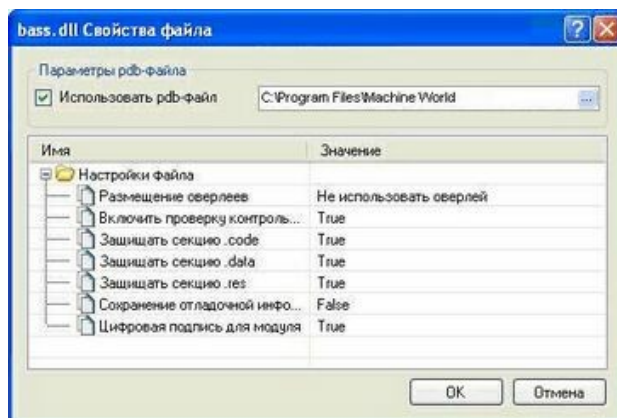 bass.dll Свойства файла
Параметры pdb-файла
Использовать pdb-файл C:\Program Files\Machine World ...
Имя Значение
Настройки файла
Размещение оверлеев Не использовать оверлей
Включить проверку контроль... True
Защищать секцию .code True
Защищать секцию .data True
Защищать секцию .res True
Сохранение отладочной инфо... False
Цифровая подпись для модуля True
OK Отмена